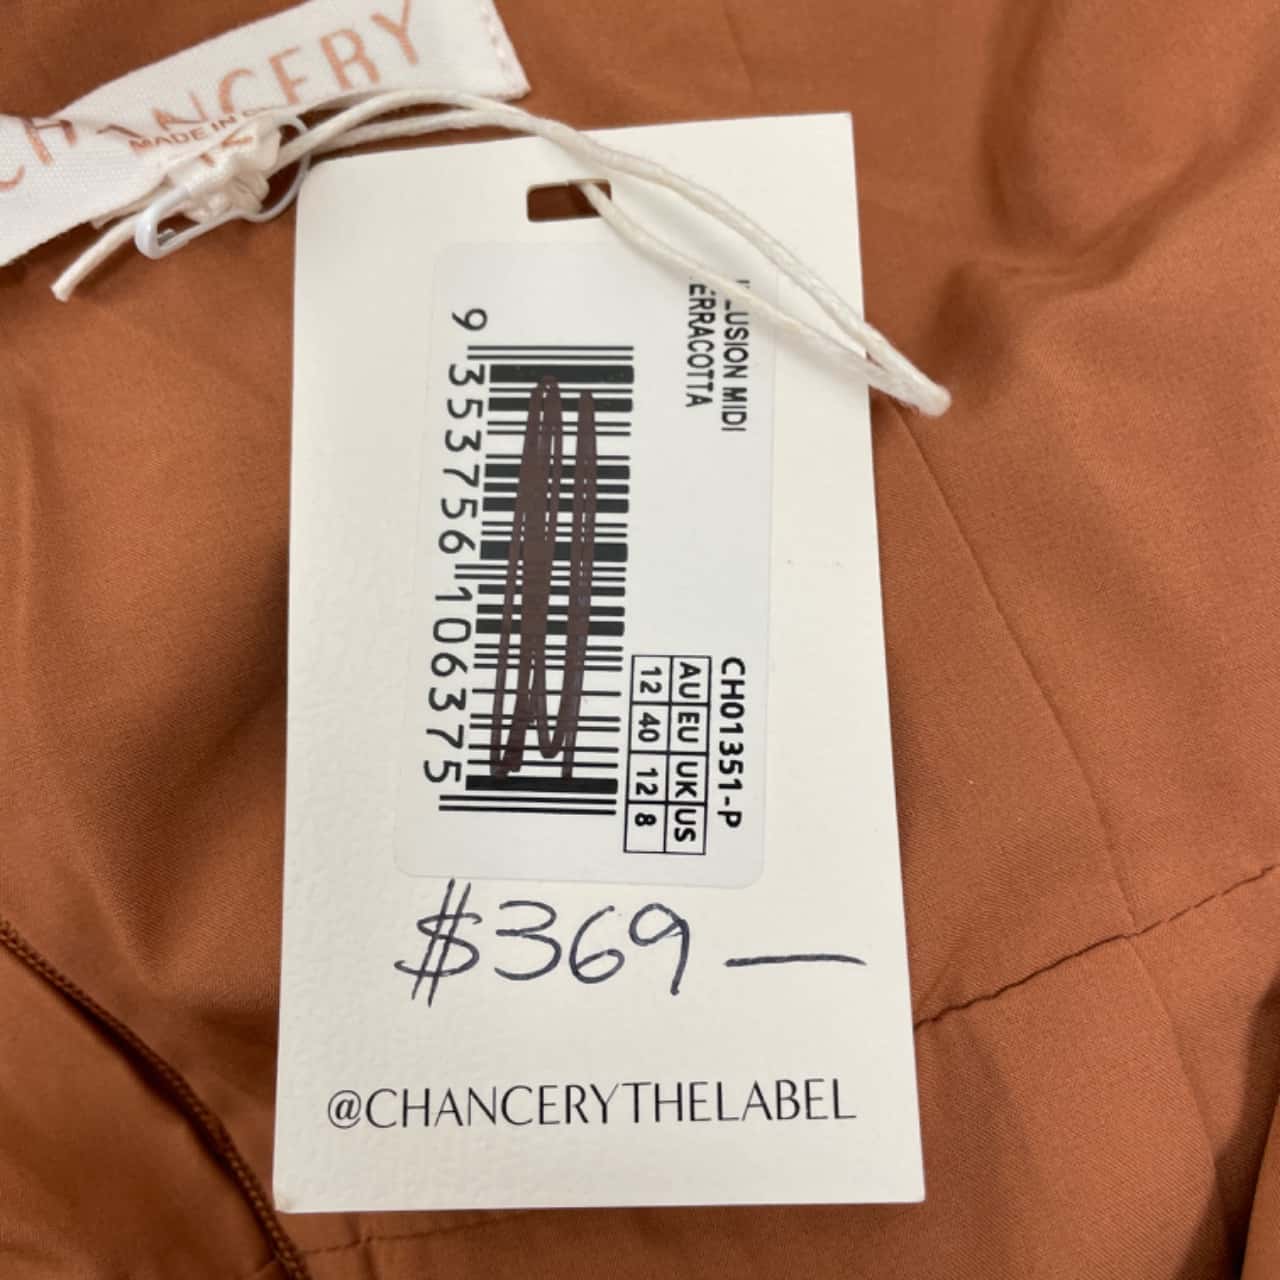 CHANCERY
MADE IN
ILLUSION MIDI
TERRACOTTA
CH01351-P
AU EU UK US
12 40 12 8
9 353756 106375
$369 —
@CHANCERYTHELABEL